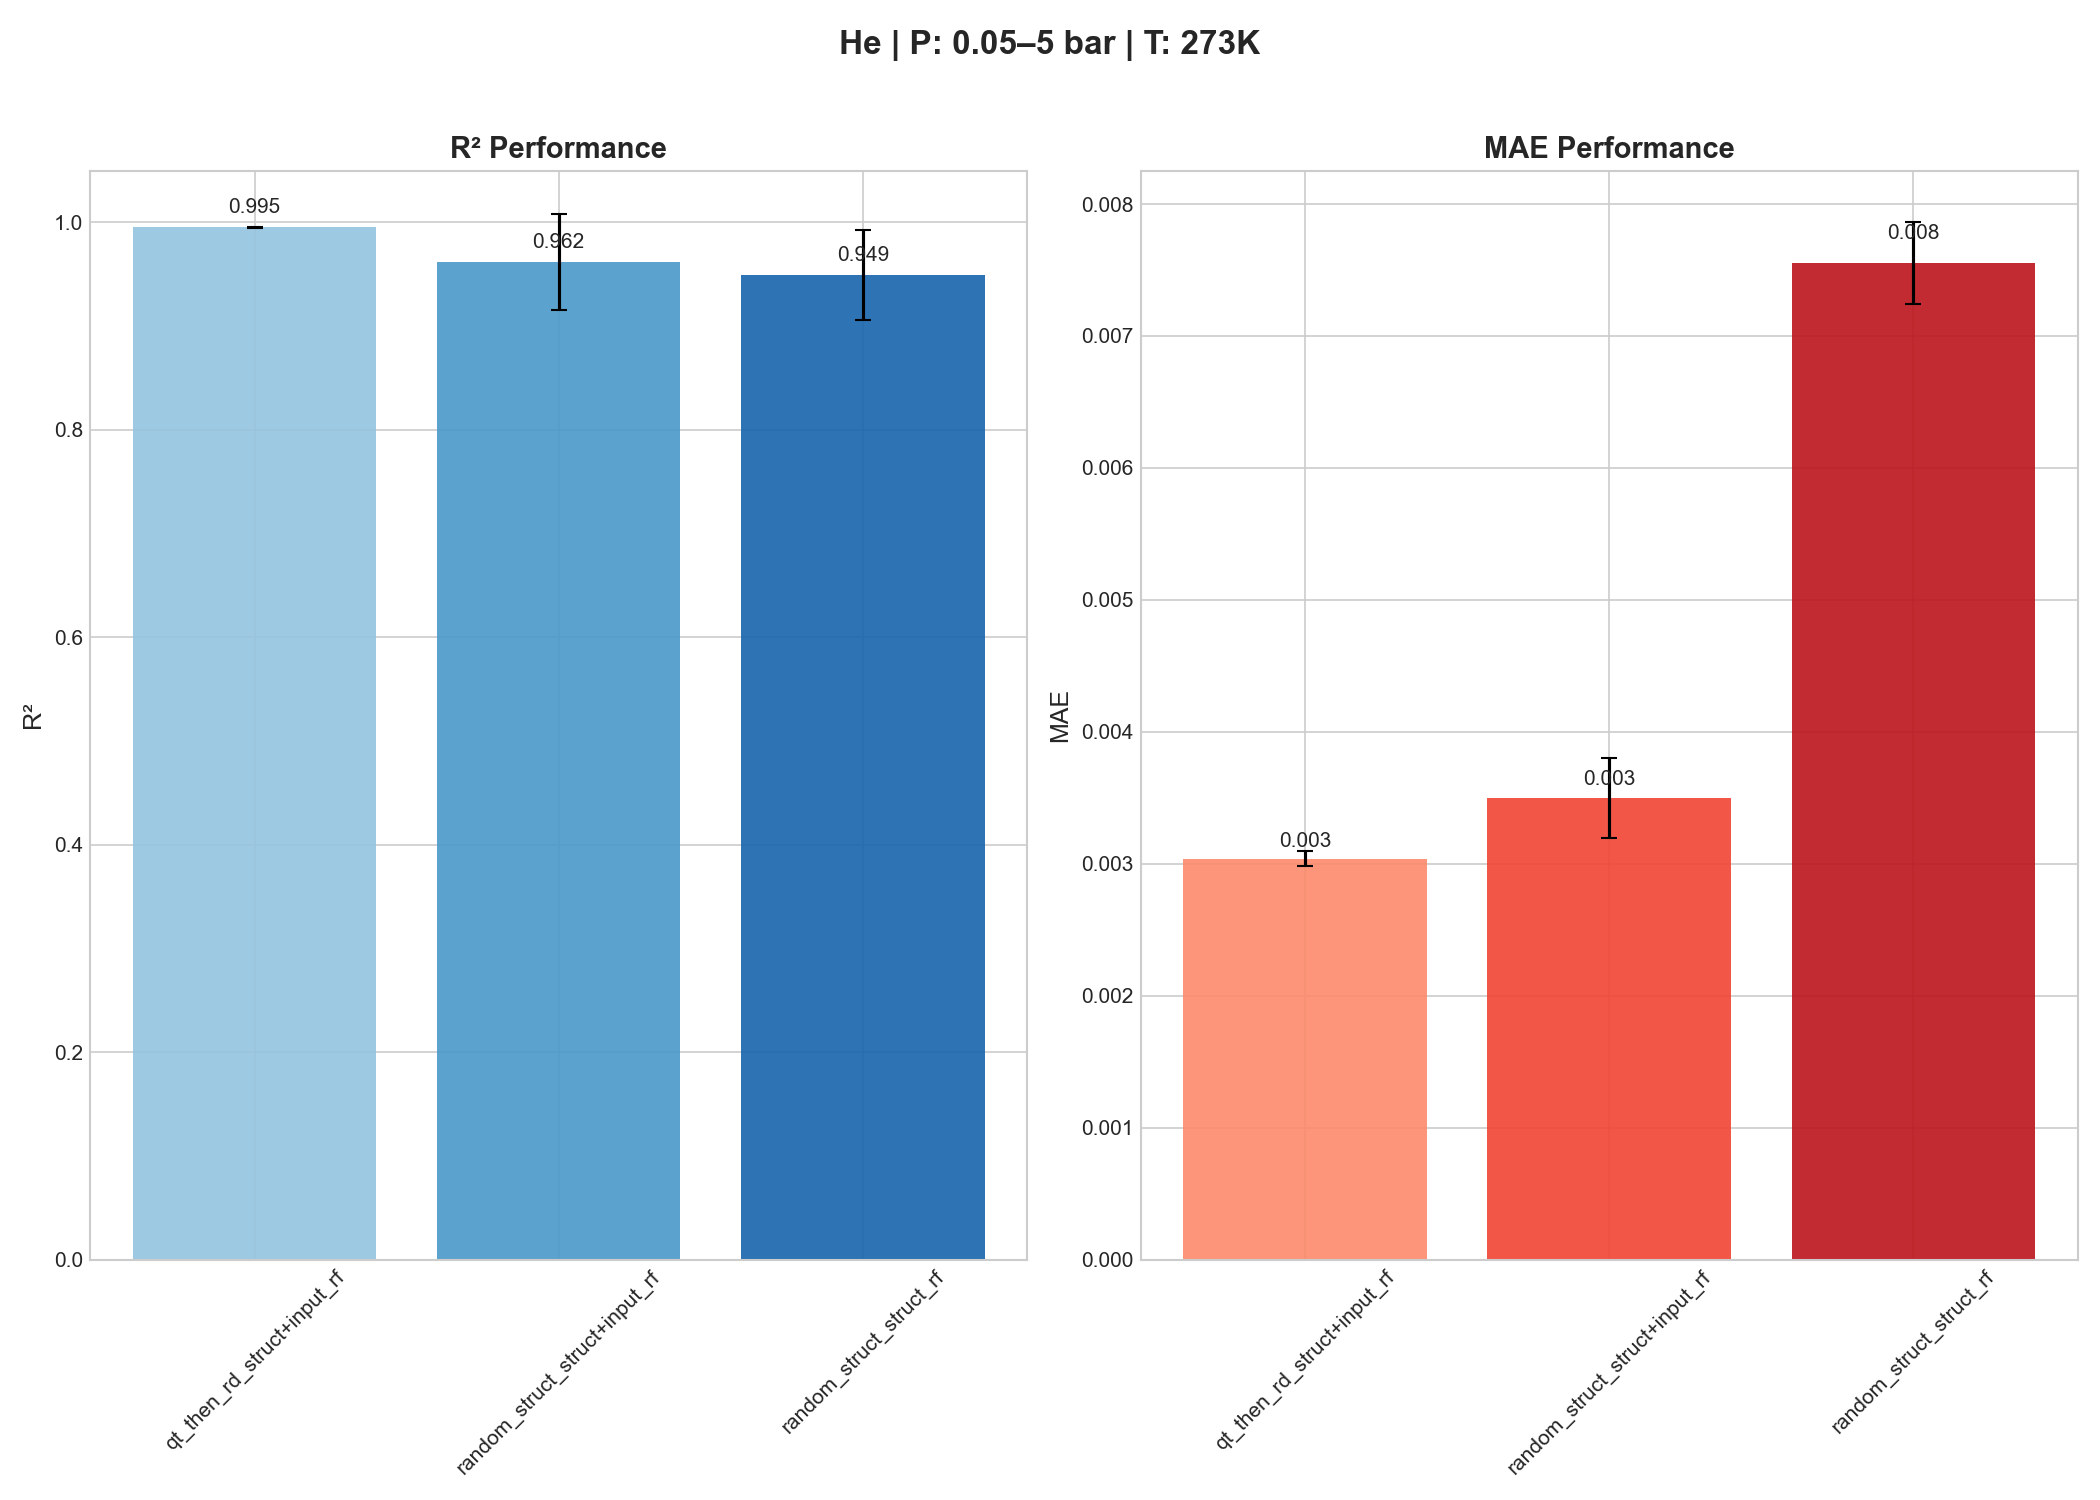 He | P: 0.05–5 bar | T: 273K
R² Performance
0.995
0.962
0.949
1.0
0.8
0.6
0.4
0.2
0.0
R²
qt_then_rd_struct+input_rf
random_struct_struct+input_rf
random_struct_struct_rf
MAE Performance
0.008
0.003
0.003
0.008
0.007
0.006
0.005
0.004
0.003
0.002
0.001
0.000
MAE
qt_then_rd_struct+input_rf
random_struct_struct+input_rf
random_struct_struct_rf